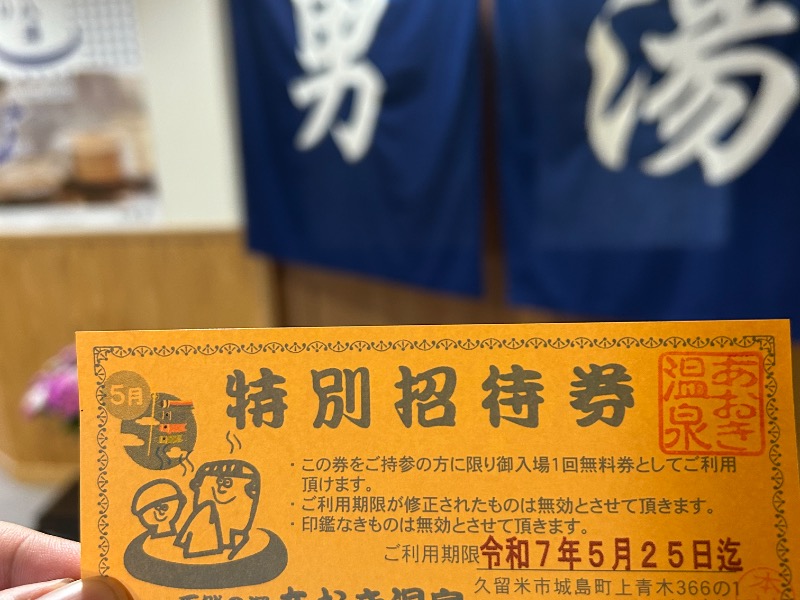 男
湯
5月
特別招待券
あおき
温泉
・この券をご持参の方に限り御入場1回無料券としてご利用
頂けます。
・ご利用期限が修正されたものは無効とさせて頂きます。
・印鑑なきものは無効とさせて頂きます。
ご利用期限令和7年5月25日迄
久留米市城島町上青木366の1
あおき温泉